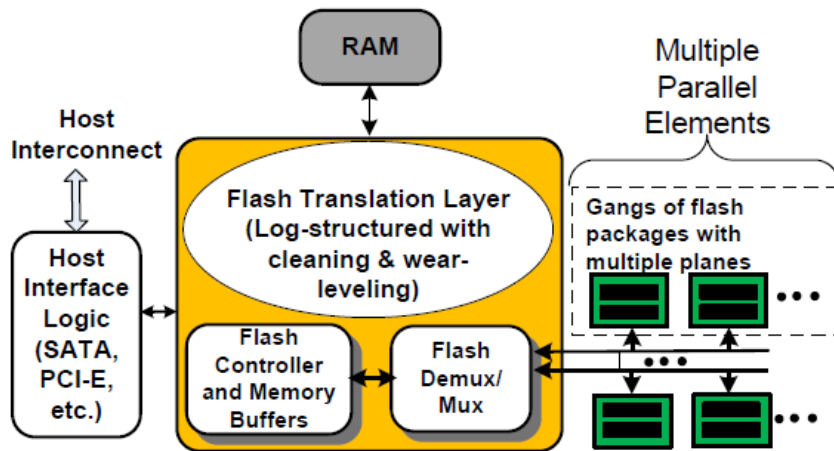 RAM
Multiple
Parallel
Elements
Host
Interconnect
Flash Translation Layer
(Log-structured with
cleaning & wear-
leveling)
Gangs of flash
packages with
multiple planes
Host
Interface
Logic
(SATA,
PCI-E,
etc.)
Flash
Controller
and Memory
Buffers
Flash
Demux/
Mux